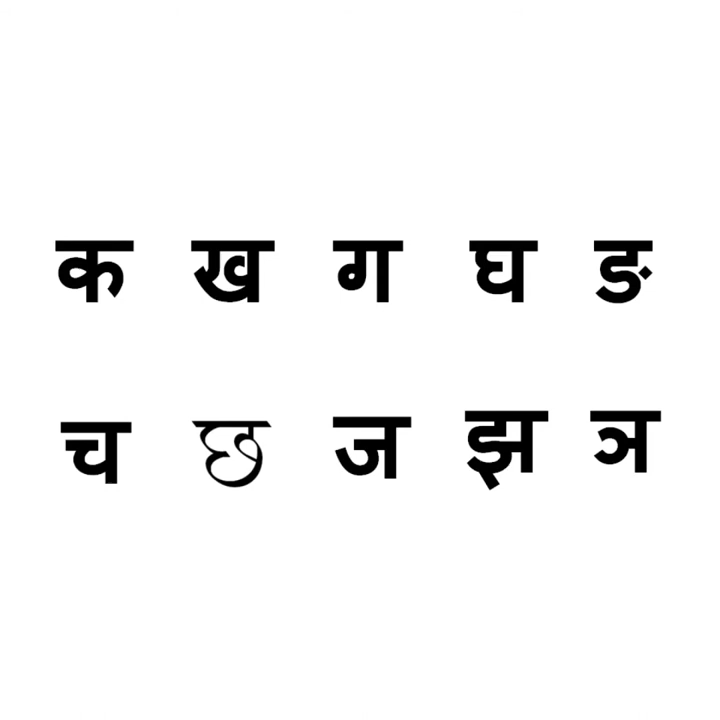 क ख ग घ ङ
च छ ज झ ञ